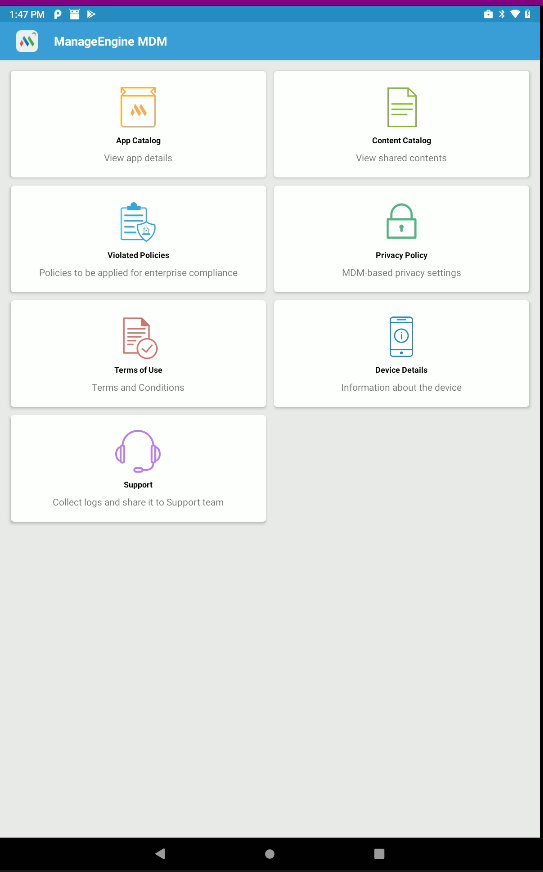 1:47 PM
ManageEngine MDM
App Catalog
View app details
Content Catalog
View shared contents
Violated Policies
Policies to be applied for enterprise compliance
Privacy Policy
MDM-based privacy settings
Terms of Use
Terms and Conditions
Device Details
Information about the device
Support
Collect logs and share it to Support team